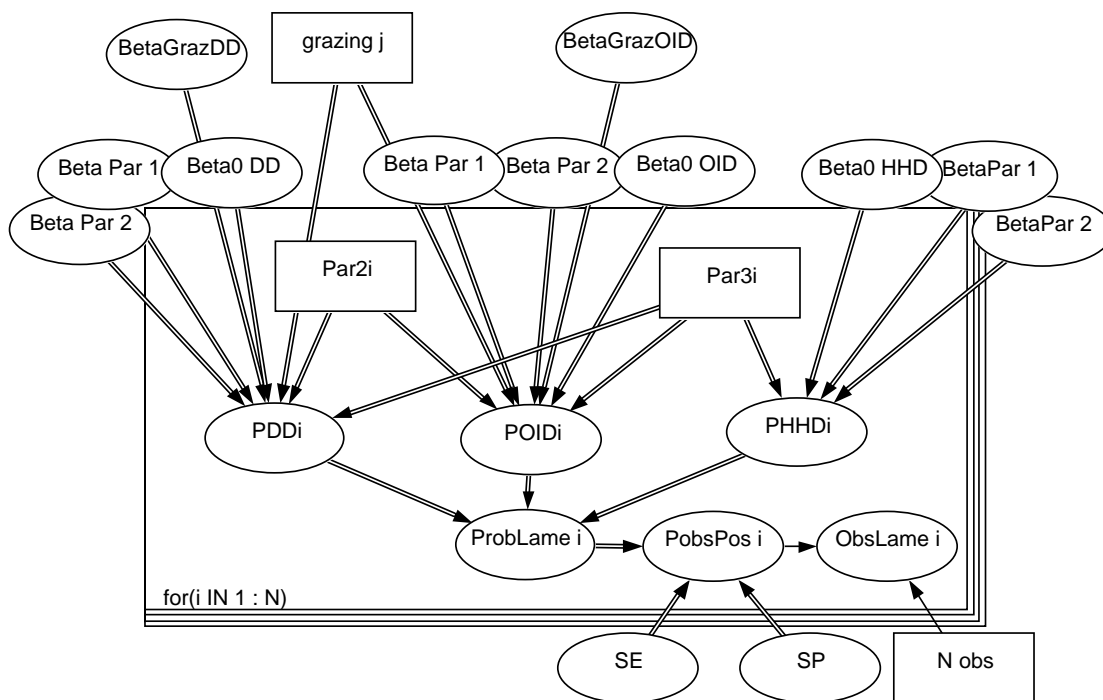 BetaGrazDD
grazing j
BetaGrazOID
Beta Par 1
Beta0 DD
Beta Par 1
Beta Par 2
Beta0 OID
Beta0 HHD
BetaPar 1
Beta Par 2
BetaPar 2
Par2i
Par3i
PDDi
POIDi
PHHDi
ProbLame i
PobsPos i
ObsLame i
for(i IN 1 : N)
SE
SP
N obs